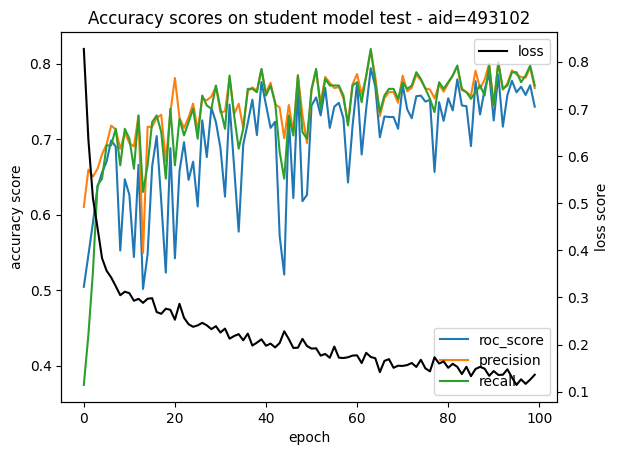 Accuracy scores on student model test - aid=493102
loss
0.8
0.7
0.6
0.5
0.4
accuracy score
0.8
0.7
0.6
0.5
0.4
0.3
0.2
0.1
loss score
roc_score
precision
recall
0 20 40 60 80 100
epoch